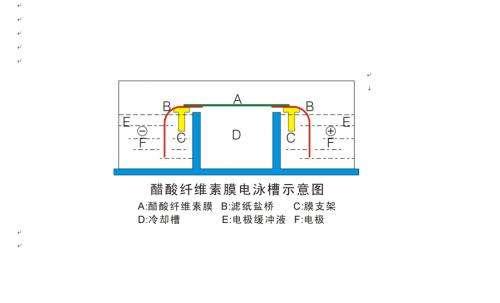 A
B B
E E
⊖ ⊕
F C D C F
醋酸纤维素膜电泳槽示意图
A:醋酸纤维素膜 B:滤纸盐桥 C:膜支架
D:冷却槽 E:电极缓冲液 F:电极